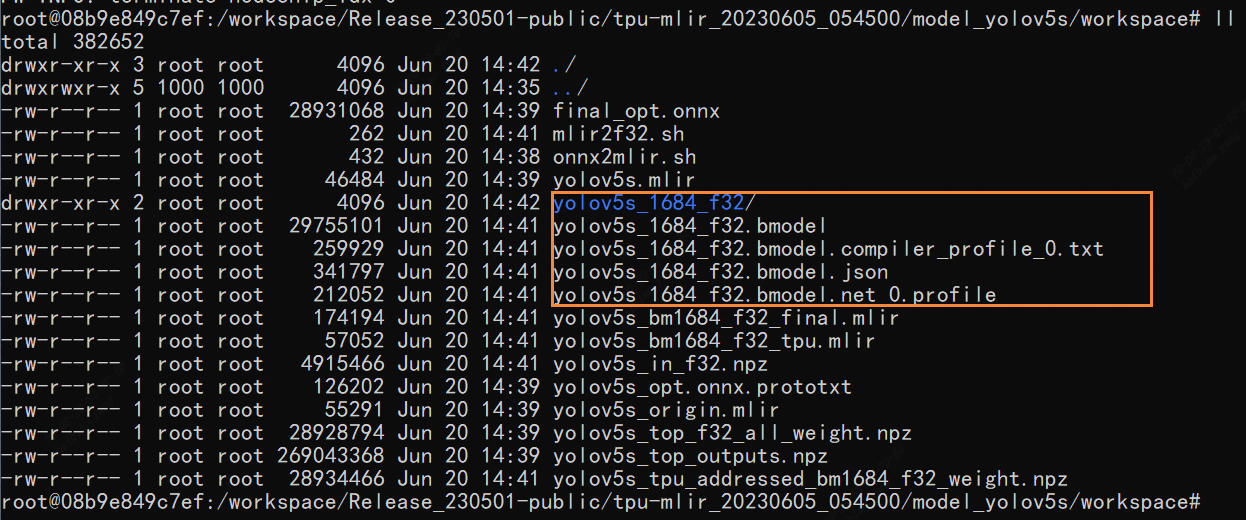 root@08b9e849c7ef:/workspace/Release_230501-public/tpu-mlir_20230605_054500/model_yolov5s/workspace# ll
total 382652
drwxr-xr-x 3 root root 4096 Jun 20 14:42 ./
drwxrwxr-x 5 1000 1000 4096 Jun 20 14:35 ../
-rw-r--r-- 1 root root 28931068 Jun 20 14:39 final_opt.onnx
-rw-r--r-- 1 root root 262 Jun 20 14:41 mlir2f32.sh
-rw-r--r-- 1 root root 432 Jun 20 14:38 onnx2mlir.sh
-rw-r--r-- 1 root root 46484 Jun 20 14:39 yolov5s.mlir
drwxr-xr-x 2 root root 4096 Jun 20 14:42 yolov5s_1684_f32/
-rw-r--r-- 1 root root 29755101 Jun 20 14:41 yolov5s_1684_f32.bmodel
-rw-r--r-- 1 root root 259929 Jun 20 14:41 yolov5s_1684_f32.bmodel.compiler_profile_0.txt
-rw-r--r-- 1 root root 341797 Jun 20 14:41 yolov5s_1684_f32.bmodel.json
-rw-r--r-- 1 root root 212052 Jun 20 14:41 yolov5s_1684_f32.bmodel.net_0.profile
-rw-r--r-- 1 root root 174194 Jun 20 14:41 yolov5s_bm1684_f32_final.mlir
-rw-r--r-- 1 root root 57052 Jun 20 14:41 yolov5s_bm1684_f32_tpu.mlir
-rw-r--r-- 1 root root 4915466 Jun 20 14:41 yolov5s_in_f32.npz
-rw-r--r-- 1 root root 126202 Jun 20 14:39 yolov5s_opt.onnx.prototxt
-rw-r--r-- 1 root root 55291 Jun 20 14:39 yolov5s_origin.mlir
-rw-r--r-- 1 root root 28928794 Jun 20 14:39 yolov5s_top_f32_all_weight.npz
-rw-r--r-- 1 root root 269043368 Jun 20 14:39 yolov5s_top_outputs.npz
-rw-r--r-- 1 root root 28934466 Jun 20 14:41 yolov5s_tpu_addressed_bm1684_f32_weight.npz
root@08b9e849c7ef:/workspace/Release_230501-public/tpu-mlir_20230605_054500/model_yolov5s/workspace#